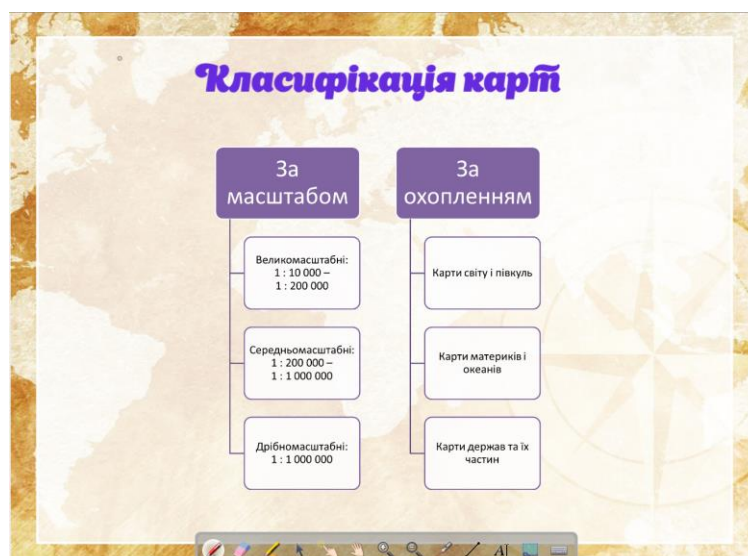 Класифікація карт
За
масштабом
Великомасштабні:
1 : 10 000 –
1 : 200 000
Середньомасштабні:
1 : 200 000 –
1 : 1 000 000
Дрібномасштабні:
1 : 1 000 000
За
охопленням
Карти світу і півкуль
Карти материків і
океанів
Карти держав та їх
частин